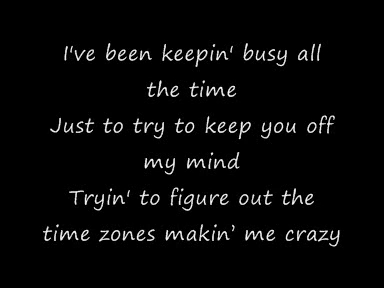 I've been keepin' busy all
the time
Just to try to keep you off
my mind
Tryin' to figure out the
time zones makin’ me crazy